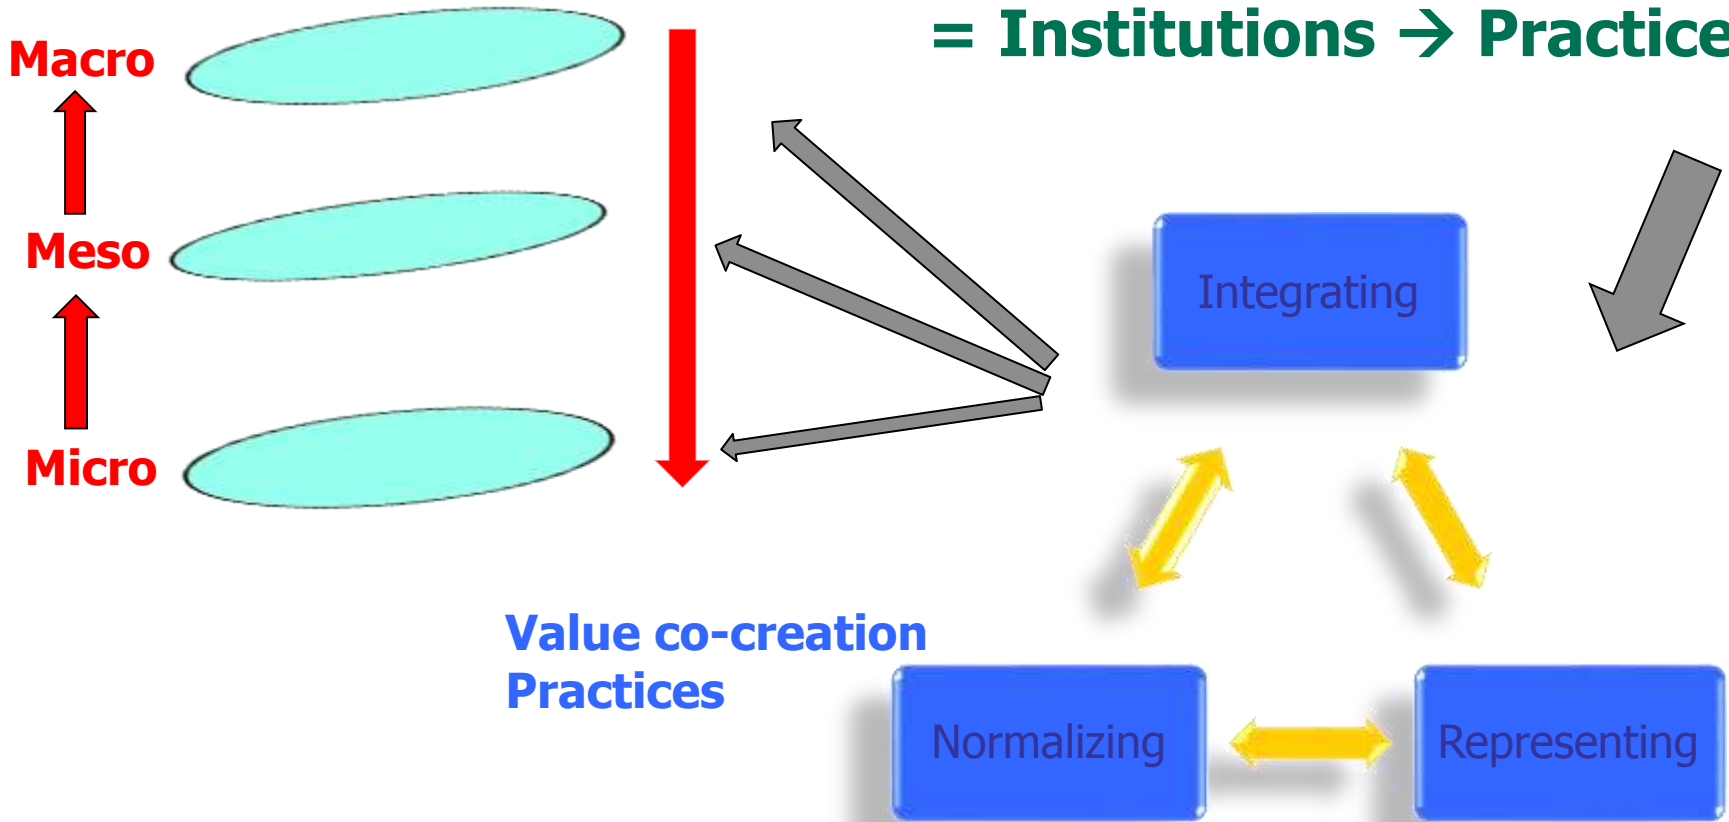 = Institutions → Practice
Macro
Meso
Integrating
Micro
Value co-creation
Practices
Normalizing
Representing